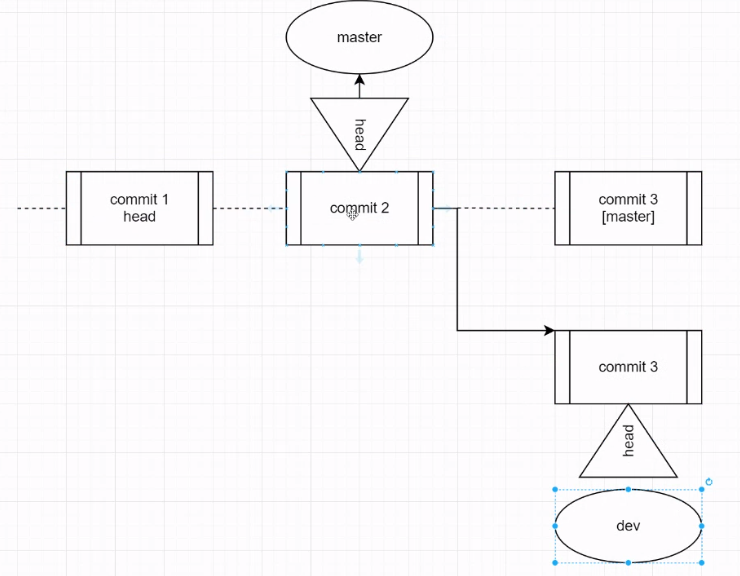 master
head
commit 1
head
commit 2
commit 3
[master]
commit 3
head
dev